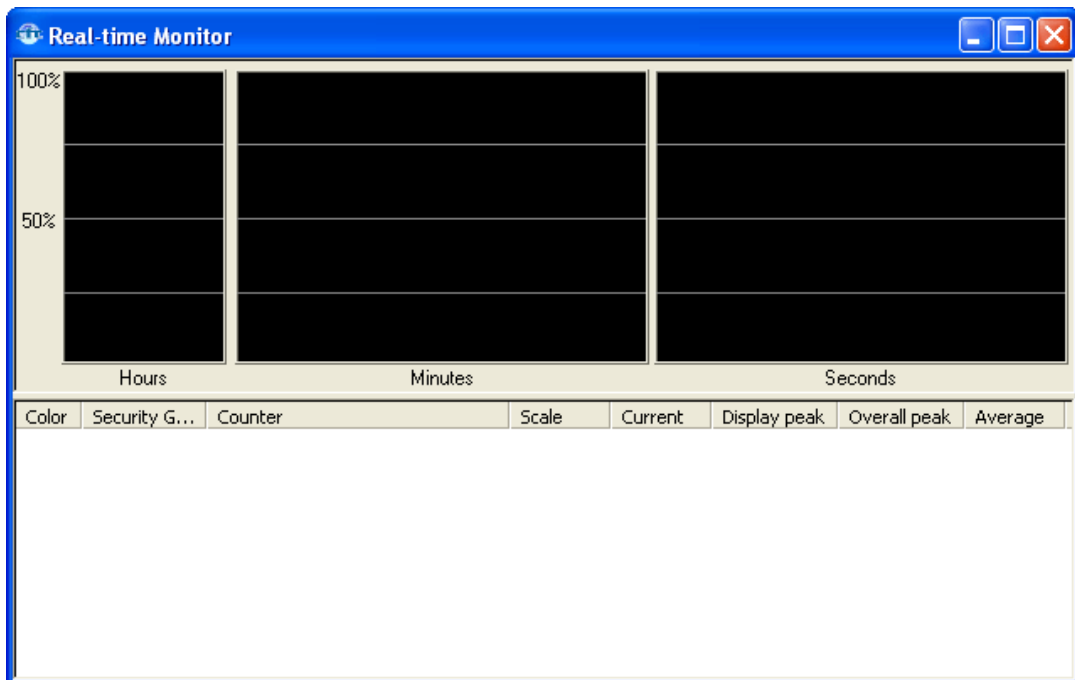 Real-time Monitor
100%
50%
Hours Minutes Seconds
Color Security G... Counter Scale Current Display peak Overall peak Average